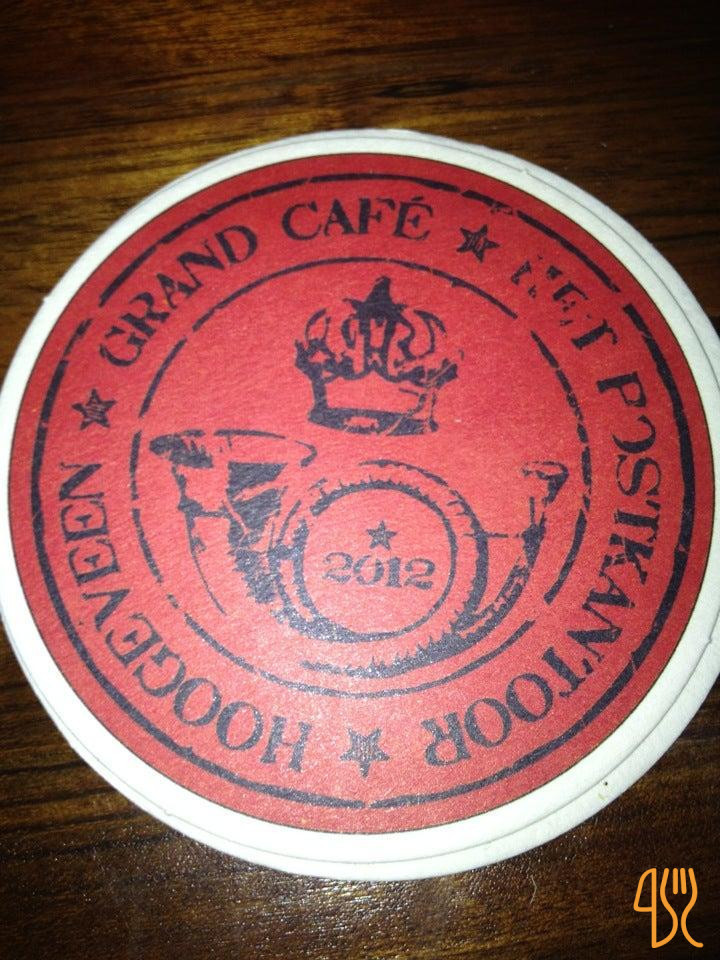 GRAND CAFÉ ★ HET POSTKANTOOR ★ HOOGEVEEN ★
★
2012